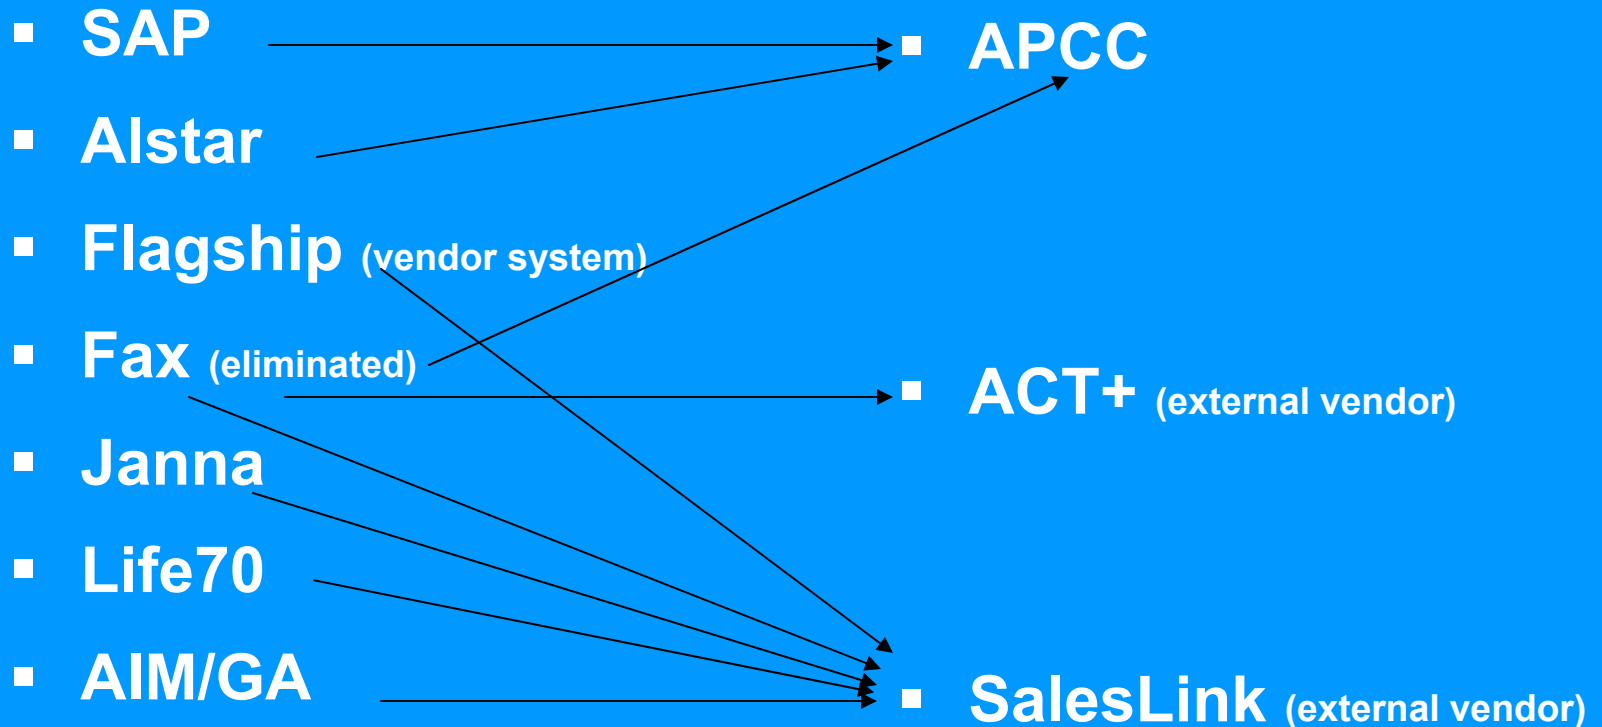 SAP
Alstar
Flagship (vendor system)
Fax (eliminated)
Janna
Life70
AIM/GA
APCC
ACT+ (external vendor)
SalesLink (external vendor)